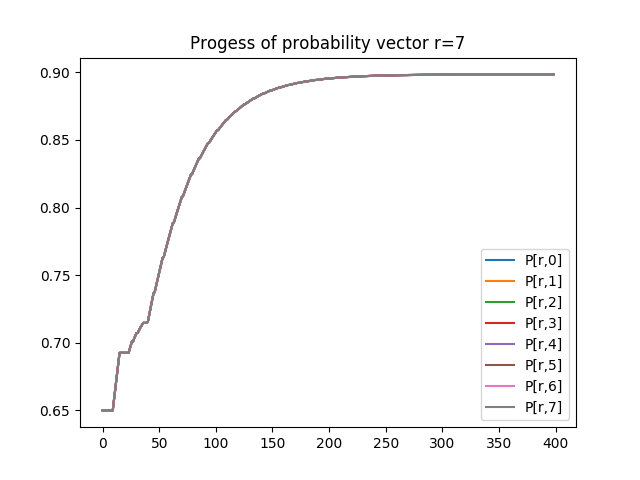 Progess of probability vector r=7
0.90
0.85
0.80
0.75
0.70
0.65
0
50
100
150
200
250
300
350
400
P[r,0]
P[r,1]
P[r,2]
P[r,3]
P[r,4]
P[r,5]
P[r,6]
P[r,7]